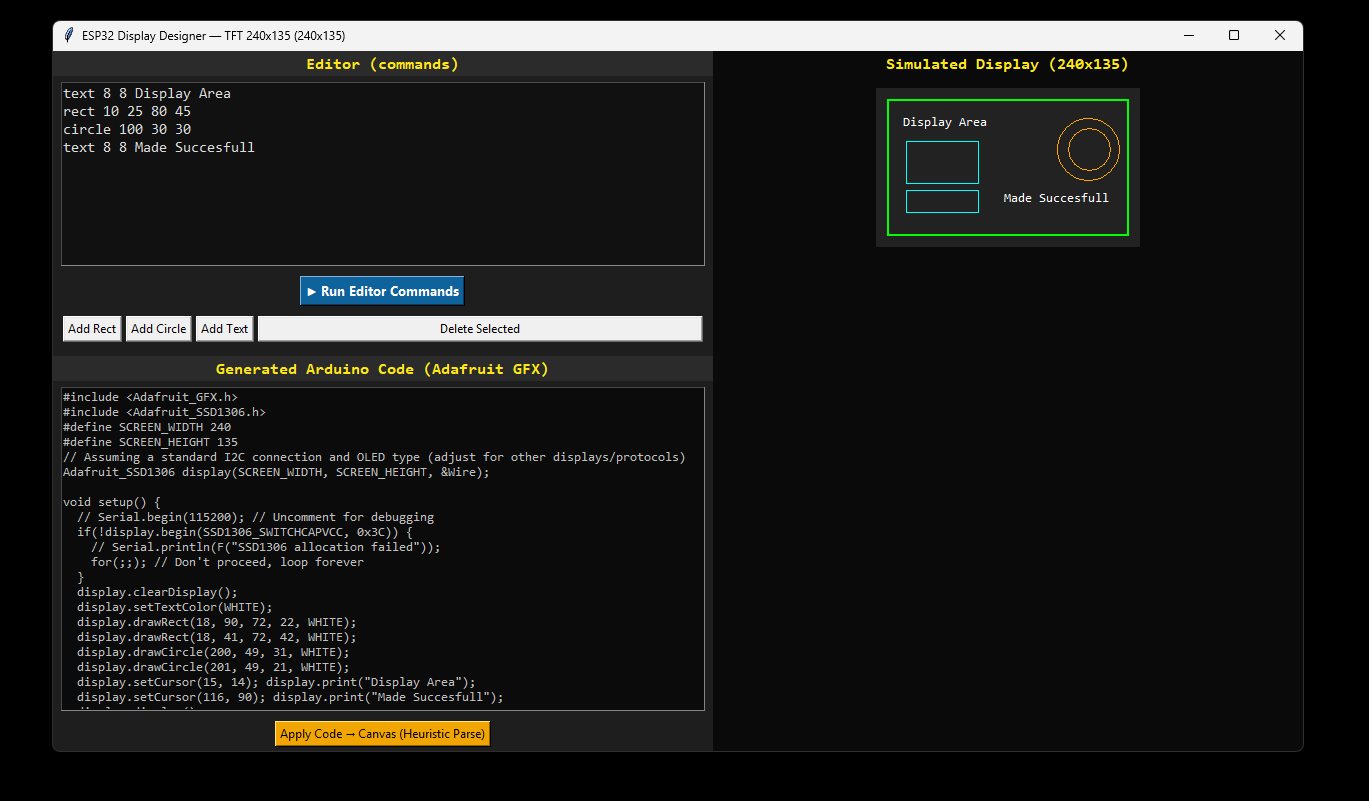 ESP32 Display Designer — TFT 240x135 (240x135)
Editor (commands)
text 8 8 Display Area
rect 10 25 80 45
circle 100 30 30
text 8 8 Made Succesfull
► Run Editor Commands
Add Rect Add Circle Add Text Delete Selected
Generated Arduino Code (Adafruit GFX)
#include <Adafruit_GFX.h>
#include <Adafruit_SSD1306.h>
#define SCREEN_WIDTH 240
#define SCREEN_HEIGHT 135
// Assuming a standard I2C connection and OLED type (adjust for other displays/protocols)
Adafruit_SSD1306 display(SCREEN_WIDTH, SCREEN_HEIGHT, &Wire);
void setup() {
  // Serial.begin(115200); // Uncomment for debugging
  if(!display.begin(SSD1306_SWITCHCAPVCC, 0x3C)) {
    // Serial.println(F("SSD1306 allocation failed"));
    for(;;); // Don't proceed, loop forever
  }
  display.clearDisplay();
  display.setTextColor(WHITE);
  display.drawRect(18, 90, 72, 22, WHITE);
  display.drawRect(18, 41, 72, 42, WHITE);
  display.drawCircle(200, 49, 31, WHITE);
  display.drawCircle(201, 49, 21, WHITE);
  display.setCursor(15, 14); display.print("Display Area");
  display.setCursor(116, 90); display.print("Made Succesfull");
Apply Code → Canvas (Heuristic Parse)
Simulated Display (240x135)
Display Area
Made Succesfull